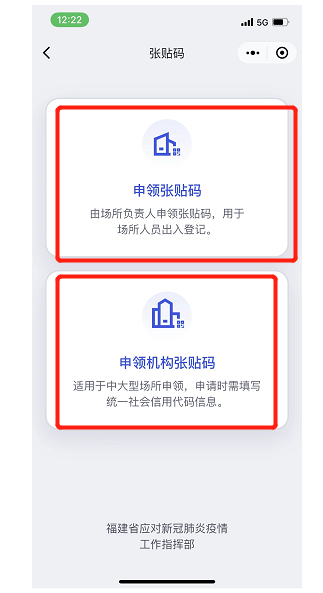 12:22
5G
张贴码
申领张贴码
由场所负责人申领张贴码，用于
场所人员出入登记。
申领机构张贴码
适用于中大型场所申领，申请时需填写
统一社会信用代码信息。
福建省应对新冠肺炎疫情
工作指挥部